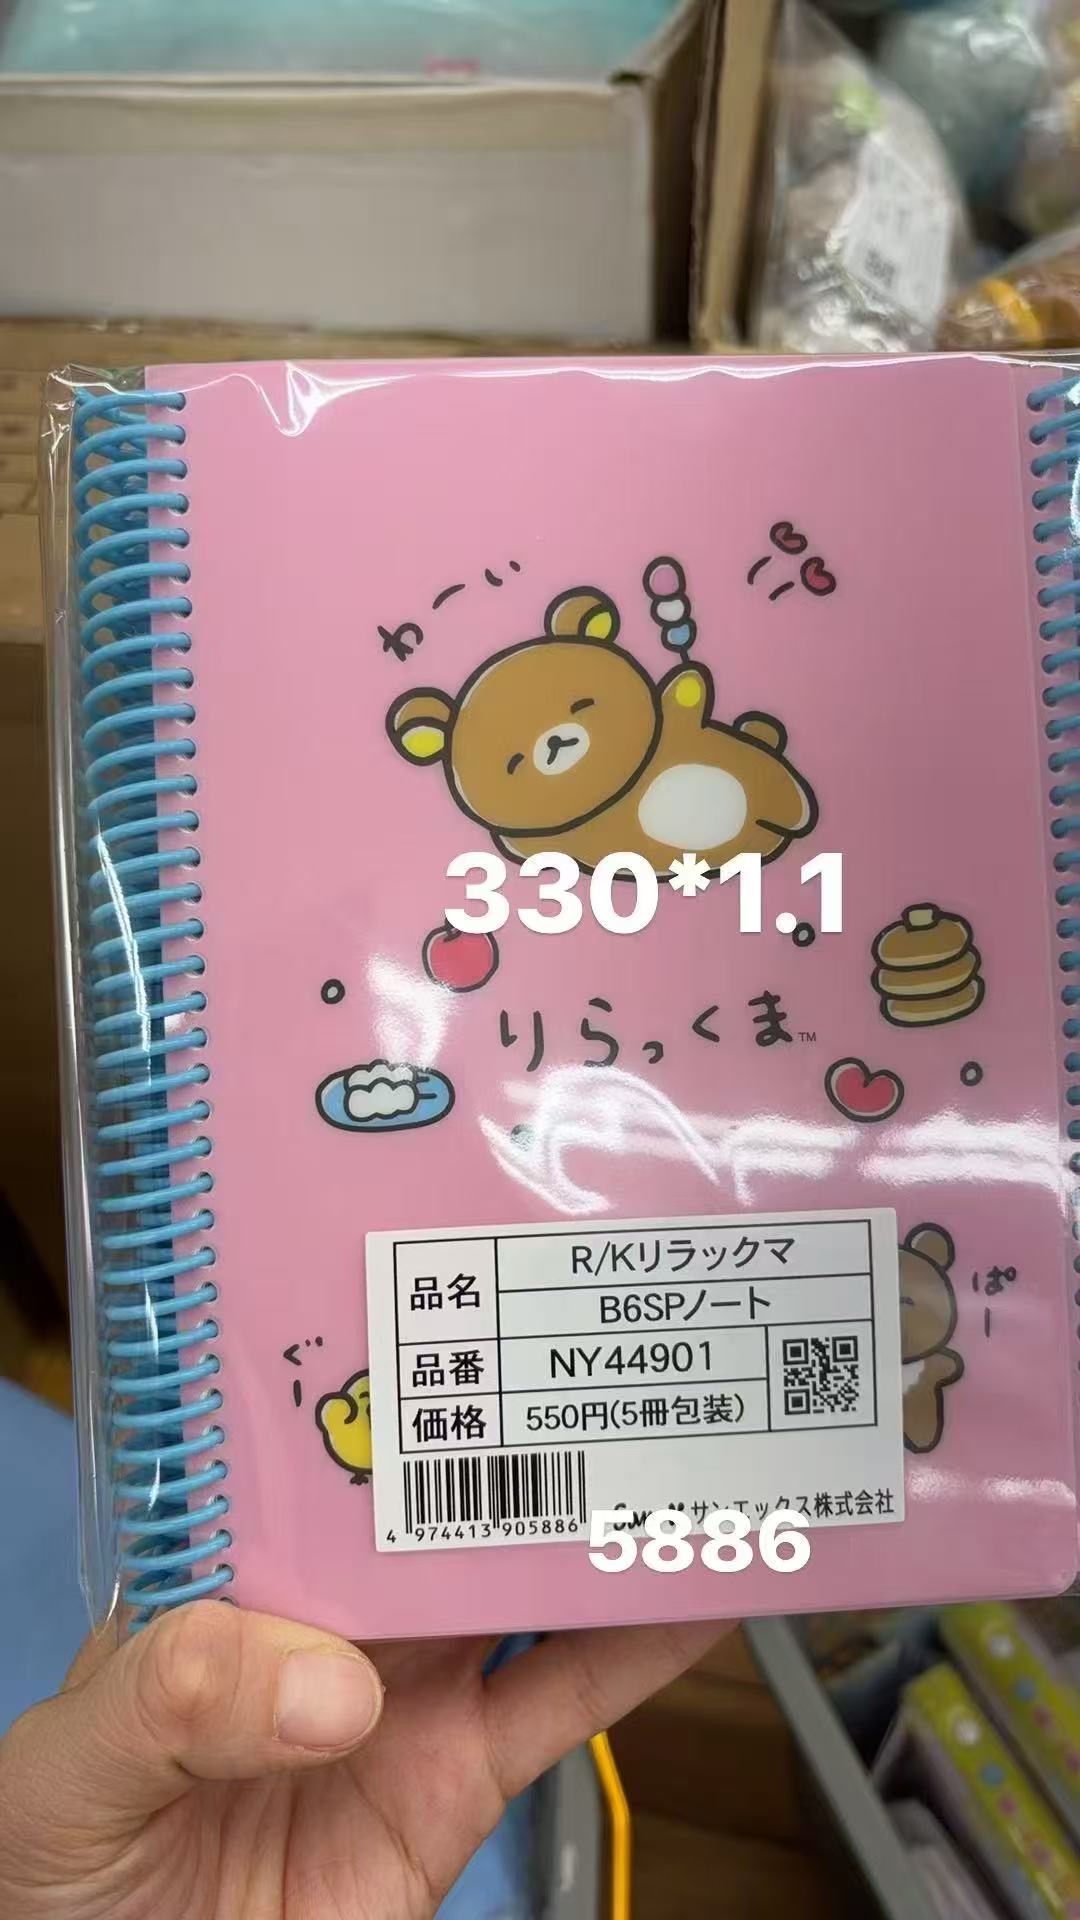 わーい
330*1.1
りらっくま™
ぱー
ぐー
品名 R/Kリラックマ
B6SPノート
品番 NY44901
価格 550円(5冊包装)
4 974413 905886
サンエックス株式会社
5886